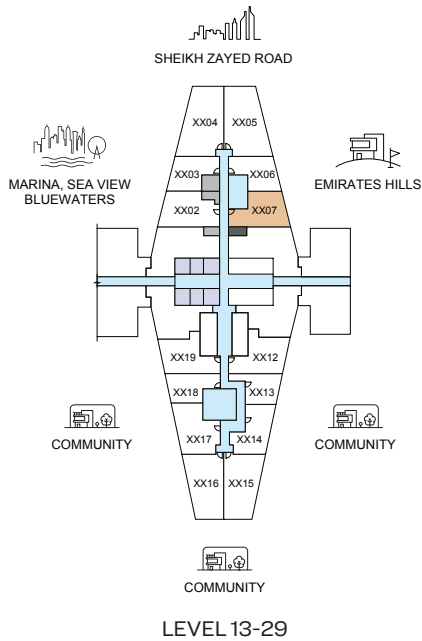 SHEIKH ZAYED ROAD
XX04
XX05
MARINA, SEA VIEW
BLUEWATERS
XX03
XX06
EMIRATES HILLS
XX02
XX07
XX19
XX12
XX18
XX13
COMMUNITY
XX17
XX14
COMMUNITY
XX16
XX15
COMMUNITY
LEVEL 13-29